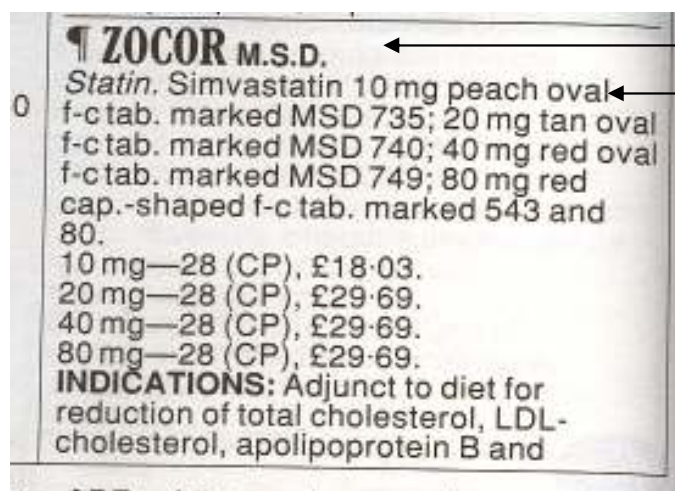 ¶ ZOCOR M.S.D.
Statin. Simvastatin 10 mg peach oval
0
f-c tab. marked MSD 735; 20 mg tan oval
f-c tab. marked MSD 740; 40 mg red oval
f-c tab. marked MSD 749; 80 mg red
cap.-shaped f-c tab. marked 543 and
80.
10 mg—28 (CP), £18·03.
20 mg—28 (CP), £29·69.
40 mg—28 (CP), £29·69.
80 mg—28 (CP), £29·69.
INDICATIONS: Adjunct to diet for
reduction of total cholesterol, LDL-
cholesterol, apolipoprotein B and